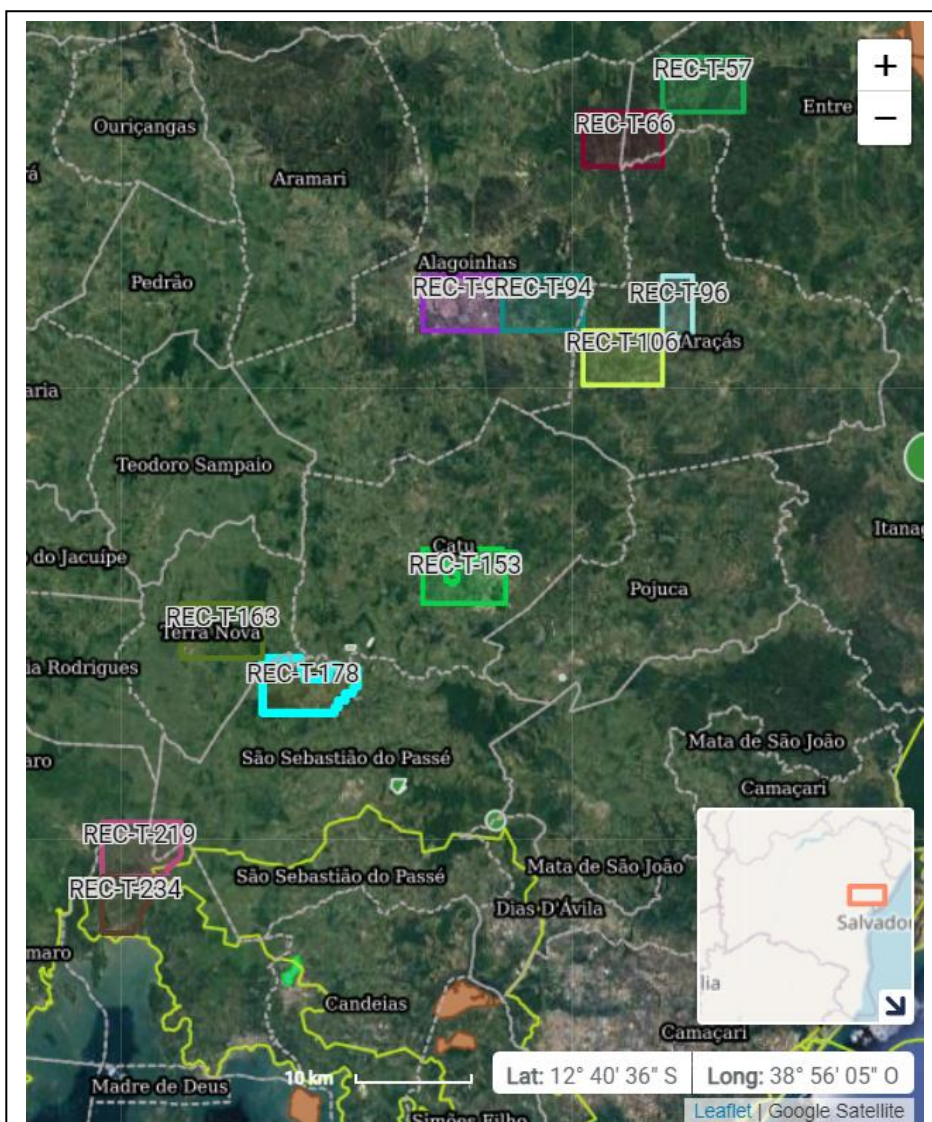 REC-T-57
+
Entre
−
REC-T-66
Ouriçangas
Aramari
Alagoinhas
Pedrão
REC-T-9
REC-T-94
REC-T-96
REC-T-106
Araçás
aria
Teodoro Sampaio
Catu
Itanag
do Jacuípe
REC-T-153
Pojuca
REC-T-163
Terra Nova
ia Rodrigues
REC-T-178
Mata de São João
São Sebastião do Passé
aro
Camaçari
REC-T-219
Mata de São João
São Sebastião do Passé
REC-T-234
Dias D'Ávila
Salvador
maro
lia
Candeias
Camaçari
10 km
Lat: 12° 40' 36" S
Long: 38° 56' 05" O
Madre de Deus
Leaflet | Google Satellite
Simões Filho